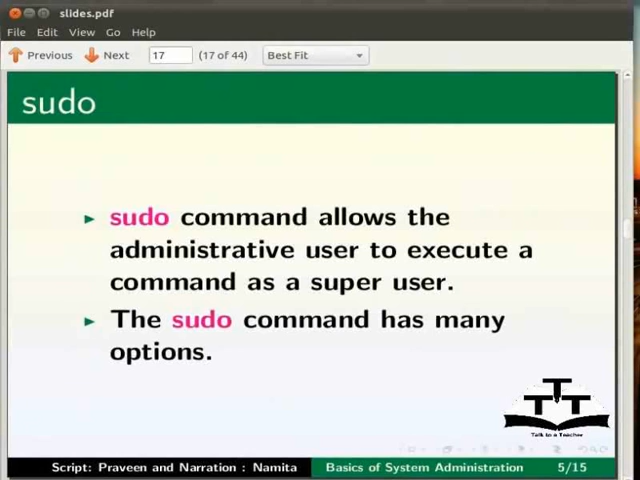 slides.pdf
File Edit View Go Help
Previous Next 17 (17 of 44) Best Fit
sudo
sudo command allows the
administrative user to execute a
command as a super user.
The sudo command has many
options.
TTT
Talk to a Teacher
Script: Praveen and Narration : Namita Basics of System Administration 5/15